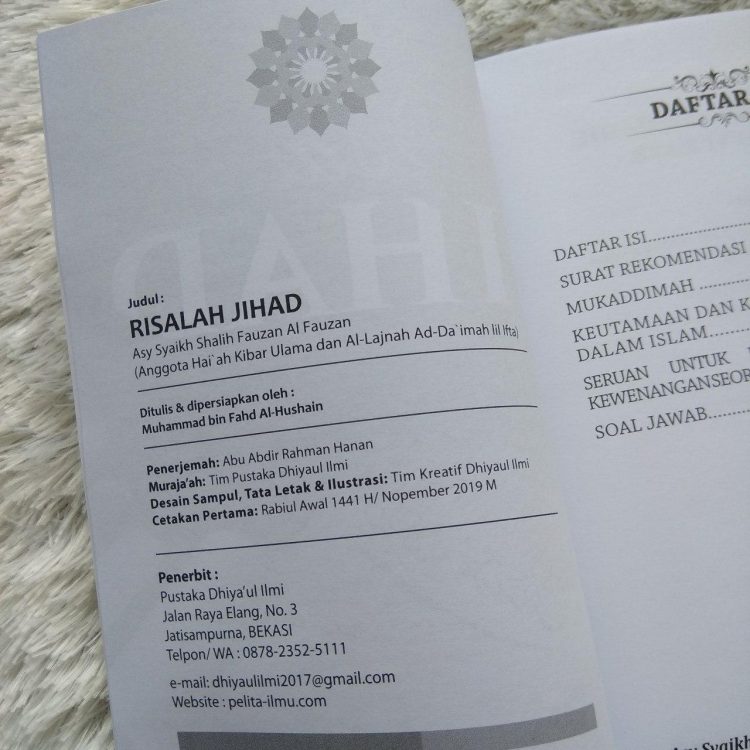 Judul :
RISALAH JIHAD
Asy Syaikh Shalih Fauzan Al Fauzan
(Anggota Hai`ah Kibar Ulama dan Al-Lajnah Ad-Da`imah lil Ifta)
Ditulis & dipersiapkan oleh :
Muhammad bin Fahd Al-Hushain
Penerjemah: Abu Abdir Rahman Hanan
Muraja'ah: Tim Pustaka Dhiyaul Ilmi
Desain Sampul, Tata Letak & Ilustrasi: Tim Kreatif Dhiyaul Ilmi
Cetakan Pertama: Rabiul Awal 1441 H/ Nopember 2019 M
Penerbit :
Pustaka Dhiya'ul Ilmi
Jalan Raya Elang, No. 3
Jatisampurna, BEKASI
Telpon/ WA : 0878-2352-5111
e-mail: dhiyaulilmi2017@gmail.com
Website : pelita-ilmu.com
DAFTAR
DAFTAR ISI
SURAT REKOMENDASI
MUKADDIMAH
KEUTAMAAN DAN K
DALAM ISLAM
SERUAN UNTUK
KEWENANGANSEOR
SOAL JAWAB
Syaikh